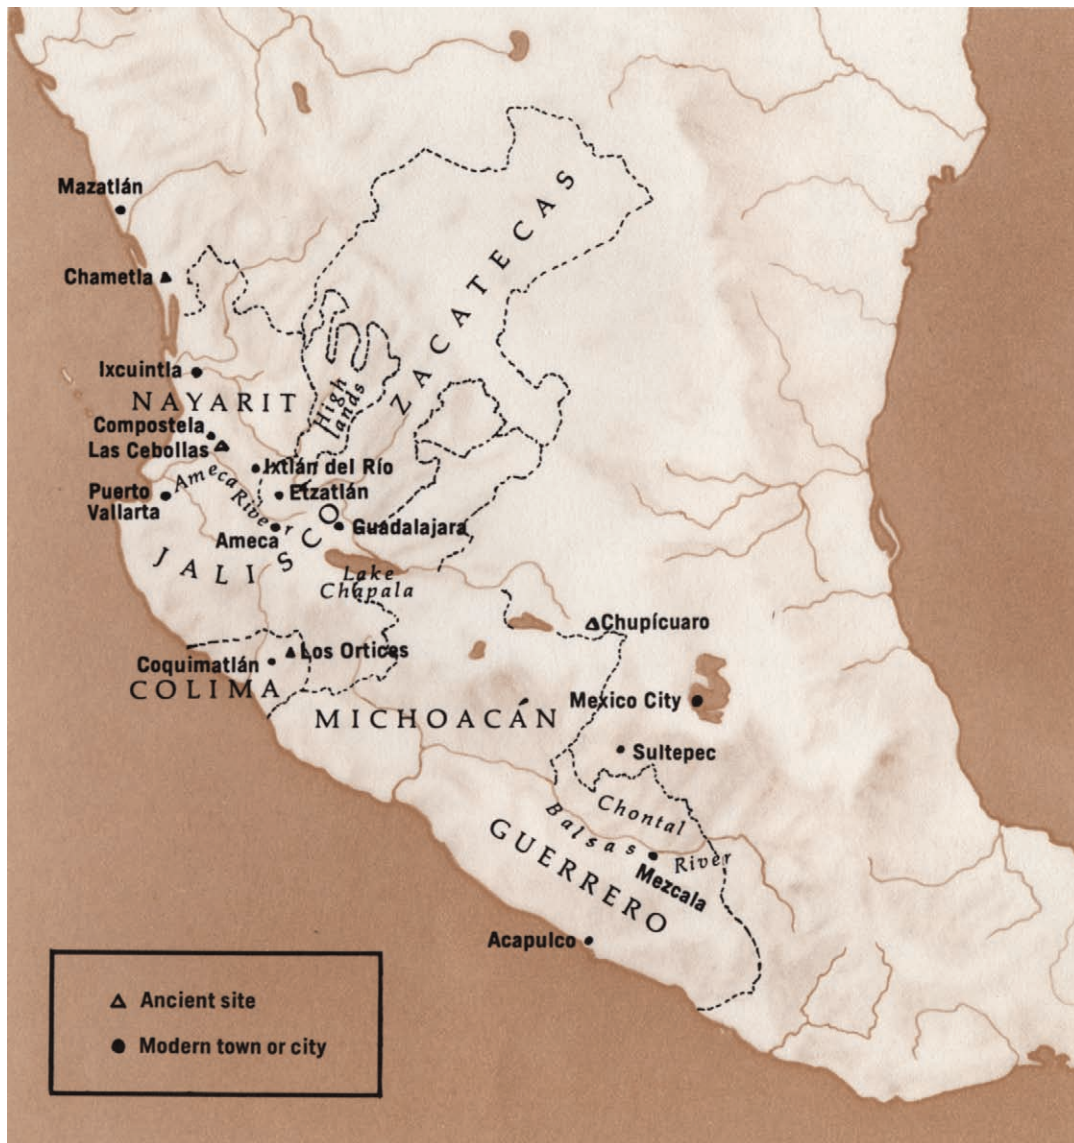 Mazatlán
ZACATECAS
Chametla
Ixcuintla
NAYARIT
High
lands
Compostela
Las Cebollas
Ixtlán del Río
Ameca
River
Etzatlán
Puerto
Vallarta
Guadalajara
Ameca
JALISCO
Lake
Chapala
Chupícuaro
Los Ortices
Coquimatlán
COLIMA
Mexico City
MICHOACÁN
Sultepec
Chontal
Balsas
River
GUERRERO
Mezcala
Acapulco
Ancient site
Modern town or city